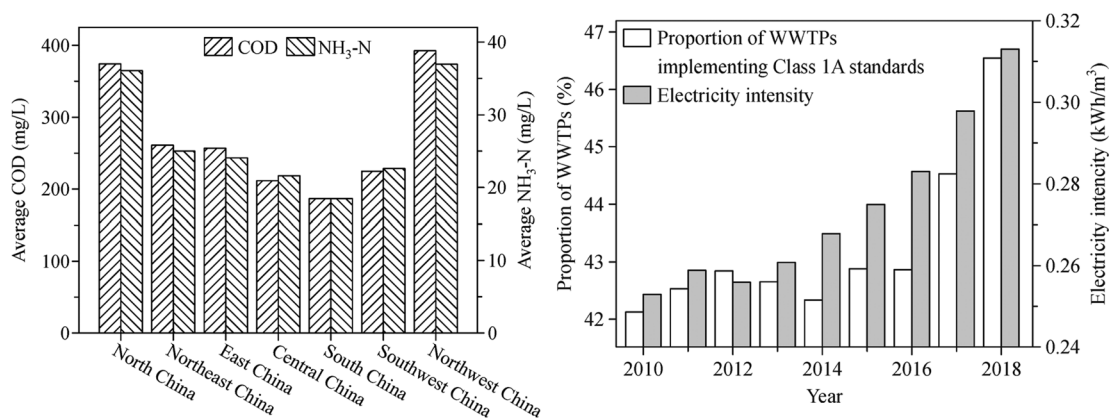 400
300
200
100
0
Average COD (mg/L)
COD
NH3-N
40
30
20
10
0
Average NH3-N (mg/L)
North China
Northeast China
East China
Central China
South China
Southwest China
Northwest China
47
46
45
44
43
42
Proportion of WWTPs (%)
Proportion of WWTPs
implementing Class 1A standards
Electricity intensity
0.32
0.30
0.28
0.26
0.24
Electricity intencity (kWh/m3)
2010
2012
2014
2016
2018
Year